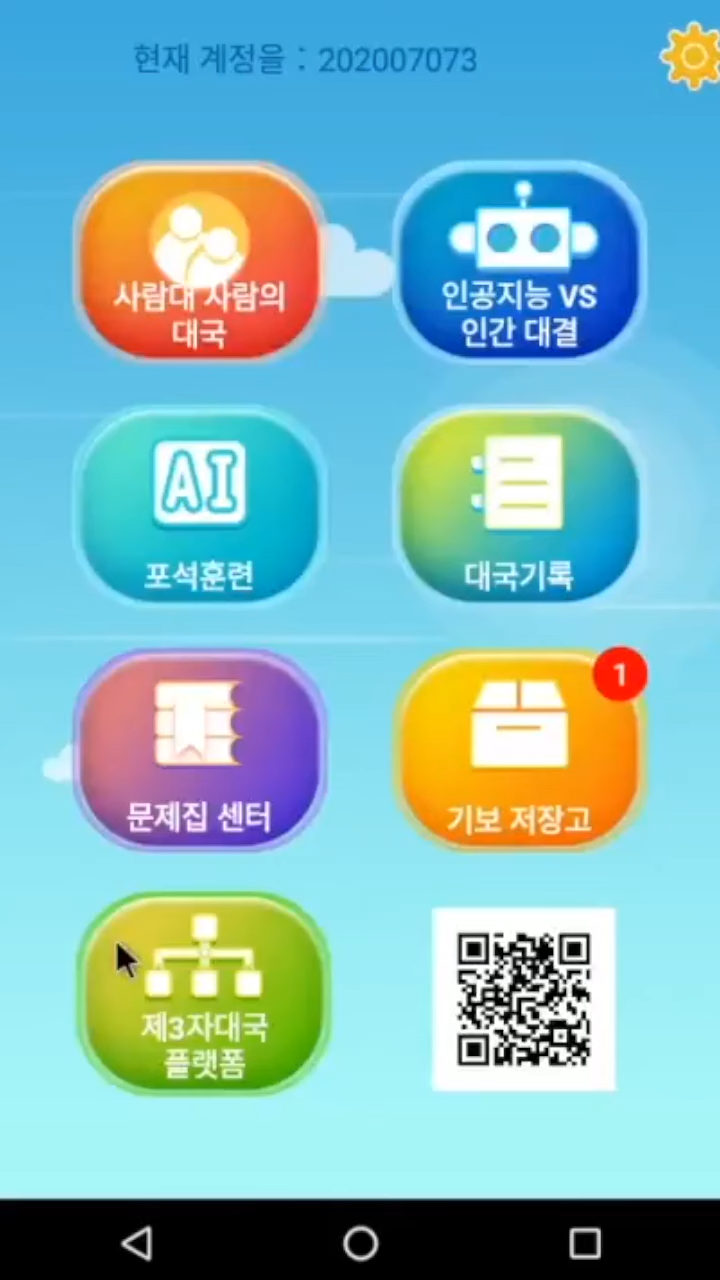 현재 계정을 : 202007073
사람대 사람의
대국
인공지능 VS
인간 대결
AI
포석훈련
대국기록
1
문제집 센터
기보 저장고
제3자대국
플랫폼